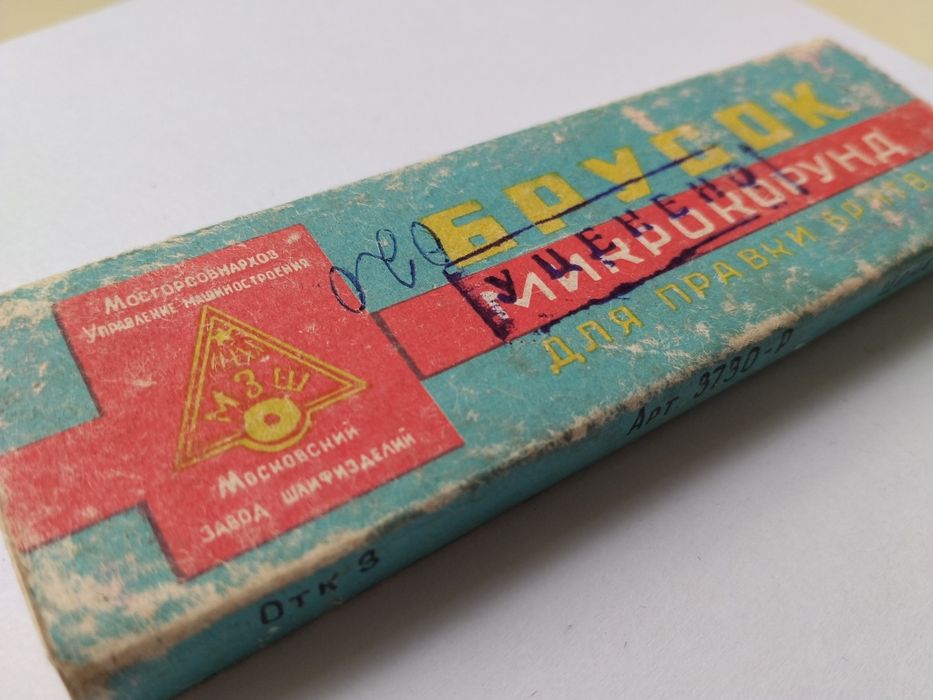 Мосгорсовнархоз
Управление машиностроения
МЗШ
Московский
завод шлифизделий
БРУСОК
МИКРОКОРУНД
УЦЕНЕНО
ДЛЯ ПРАВКИ БРИТВ
Отк 3
Арт. 3730-Р